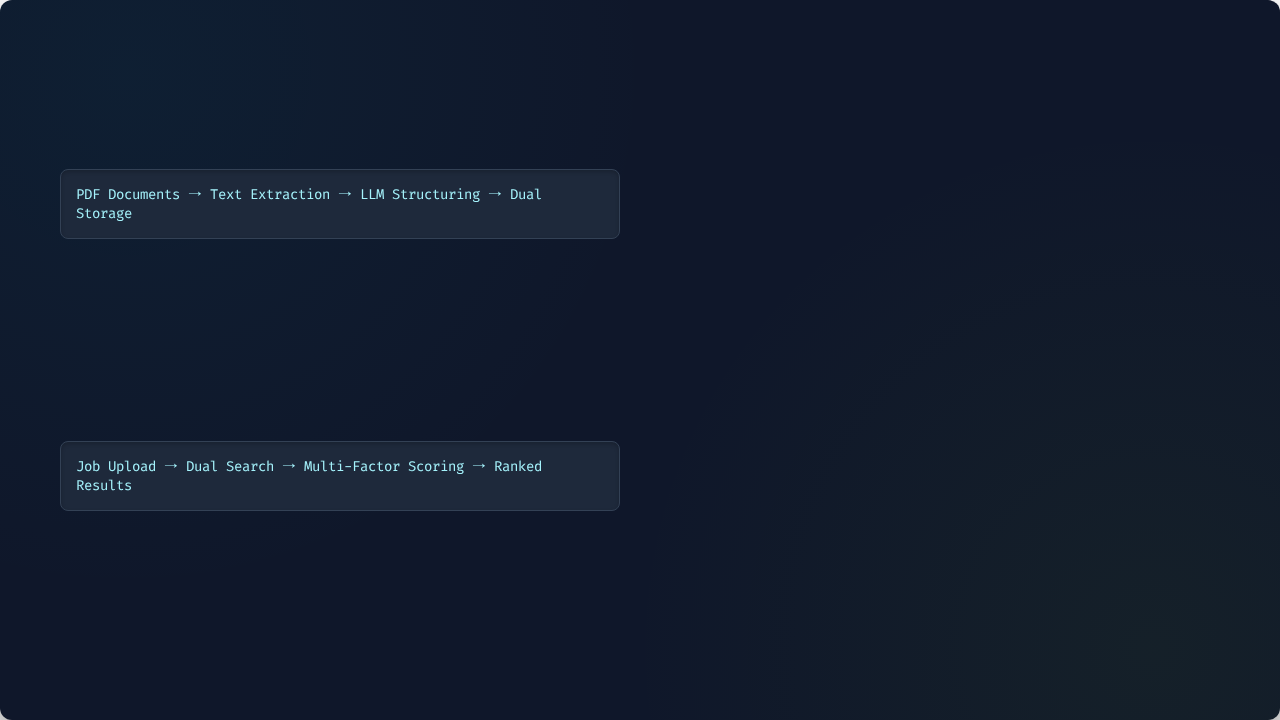 PDF Documents → Text Extraction → LLM Structuring → Dual
Storage
Job Upload → Dual Search → Multi-Factor Scoring → Ranked
Results